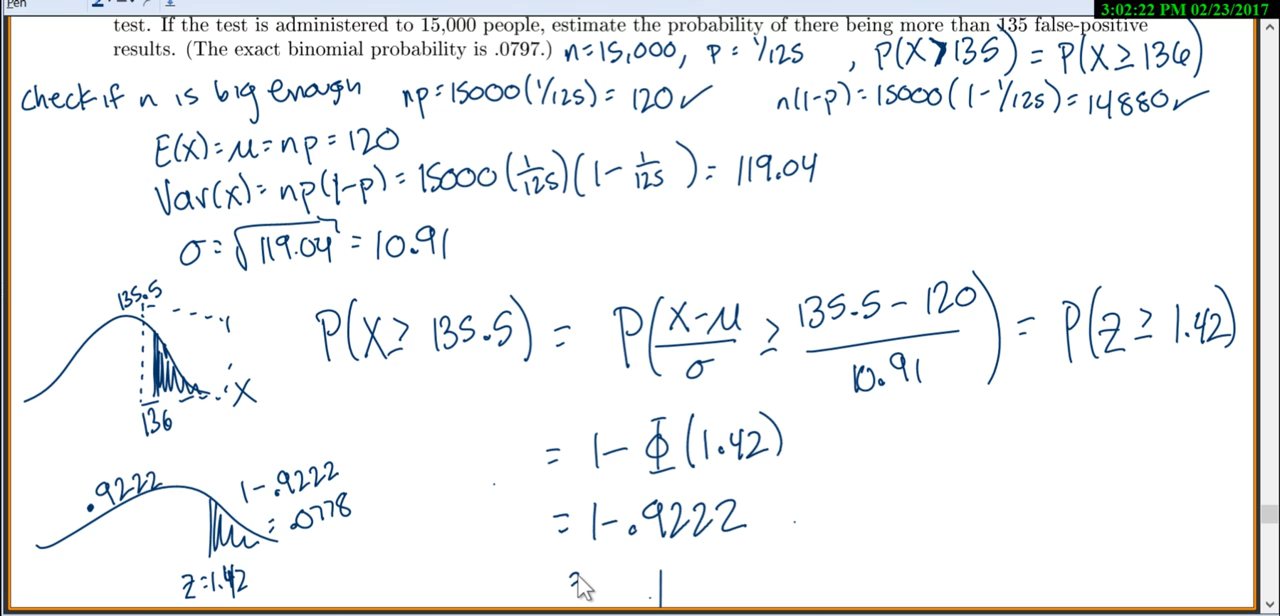 Pen
3:02:22 PM 02/23/2017
test. If the test is administered to 15,000 people, estimate the probability of there being more than 135 false-positive
results. (The exact binomial probability is .0797.) n=15,000, p = 1/125 , P(X>135) = P(X ≥ 136)
Check if n is big enough np=15000(1/125)=120✓ n(1-p)=15000(1-1/125)=14880✓
E(X)=μ=np=120
Var(X)=np(1-p)=15000(1/125)(1-1/125)=119.04
σ=√119.04=10.91
135.5
P(X≥135.5) = P(X-μ/σ ≥ 135.5-120/10.91) = P(Z≥1.42)
X
136
= 1-Φ(1.42)
.9222 1-.9222
=.0778
= 1-.9222
Z=1.42
=